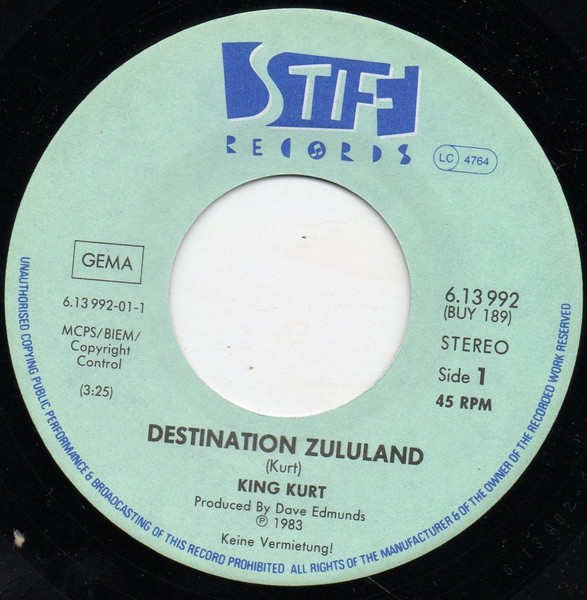 STIFF
RECORDS
LC 4764
GEMA
6.13 992-01-1
MCPS/BIEM/
Copyright
Control
(3:25)
6.13 992
(BUY 189)
STEREO
Side 1
45 RPM
DESTINATION ZULULAND
(Kurt)
KING KURT
Produced By Dave Edmunds
℗ 1983
Keine Vermietung!
UNAUTHORISED COPYING PUBLIC PERFORMANCE & BROADCASTING OF THIS RECORD PROHIBITED · ALL RIGHTS OF THE MANUFACTURER & OF THE OWNER OF THE RECORDED WORK RESERVED
6.13 892